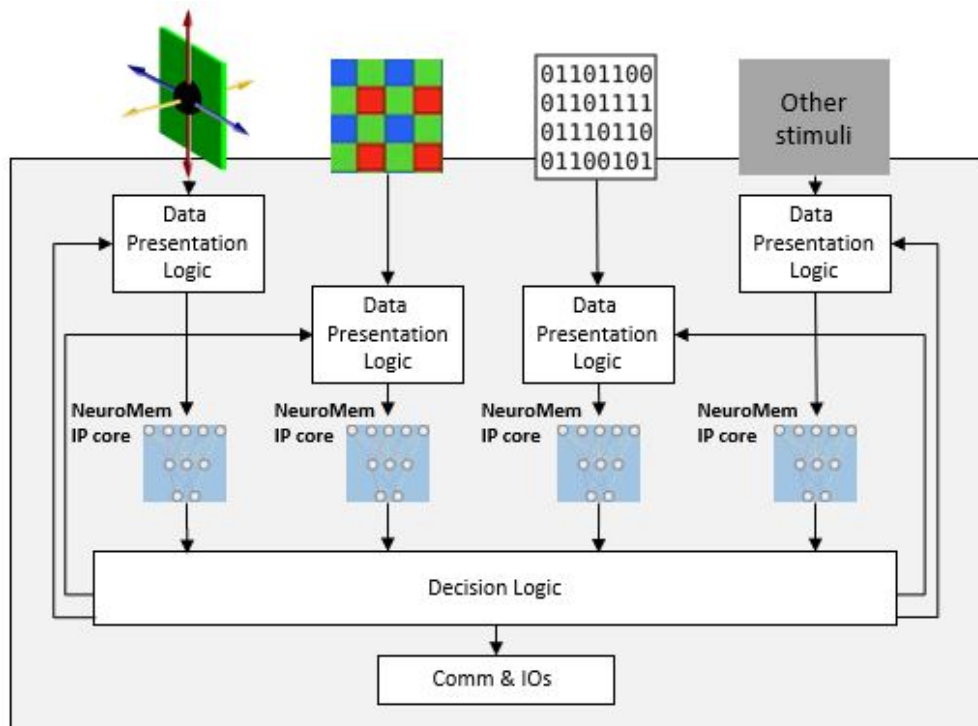 01101100
01101111
01110110
01100101
Other
stimuli
Data
Presentation
Logic
Data
Presentation
Logic
Data
Presentation
Logic
Data
Presentation
Logic
NeuroMem
IP core
NeuroMem
IP core
NeuroMem
IP core
NeuroMem
IP core
Decision Logic
Comm & IOs